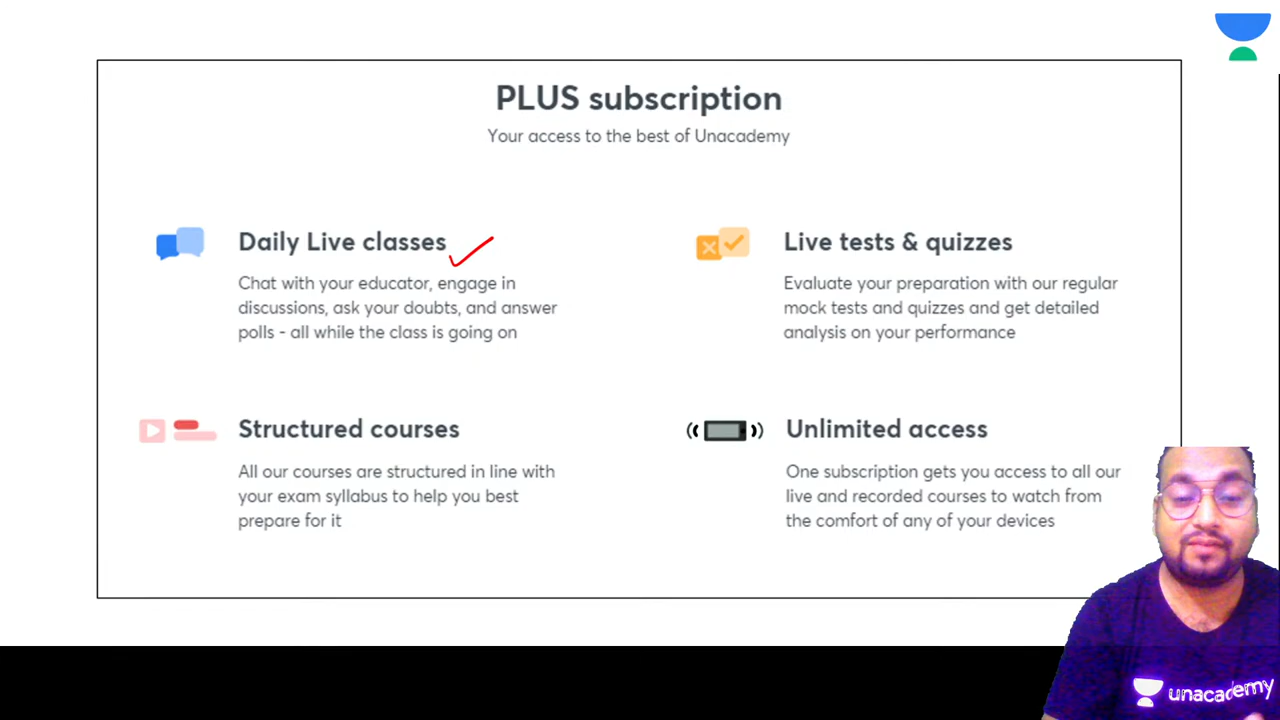 PLUS subscription
Your access to the best of Unacademy
Daily Live classes
Chat with your educator, engage in
discussions, ask your doubts, and answer
polls - all while the class is going on
Live tests & quizzes
Evaluate your preparation with our regular
mock tests and quizzes and get detailed
analysis on your performance
Structured courses
All our courses are structured in line with
your exam syllabus to help you best
prepare for it
Unlimited access
One subscription gets you access to all our
live and recorded courses to watch from
the comfort of any of your devices
unacademy